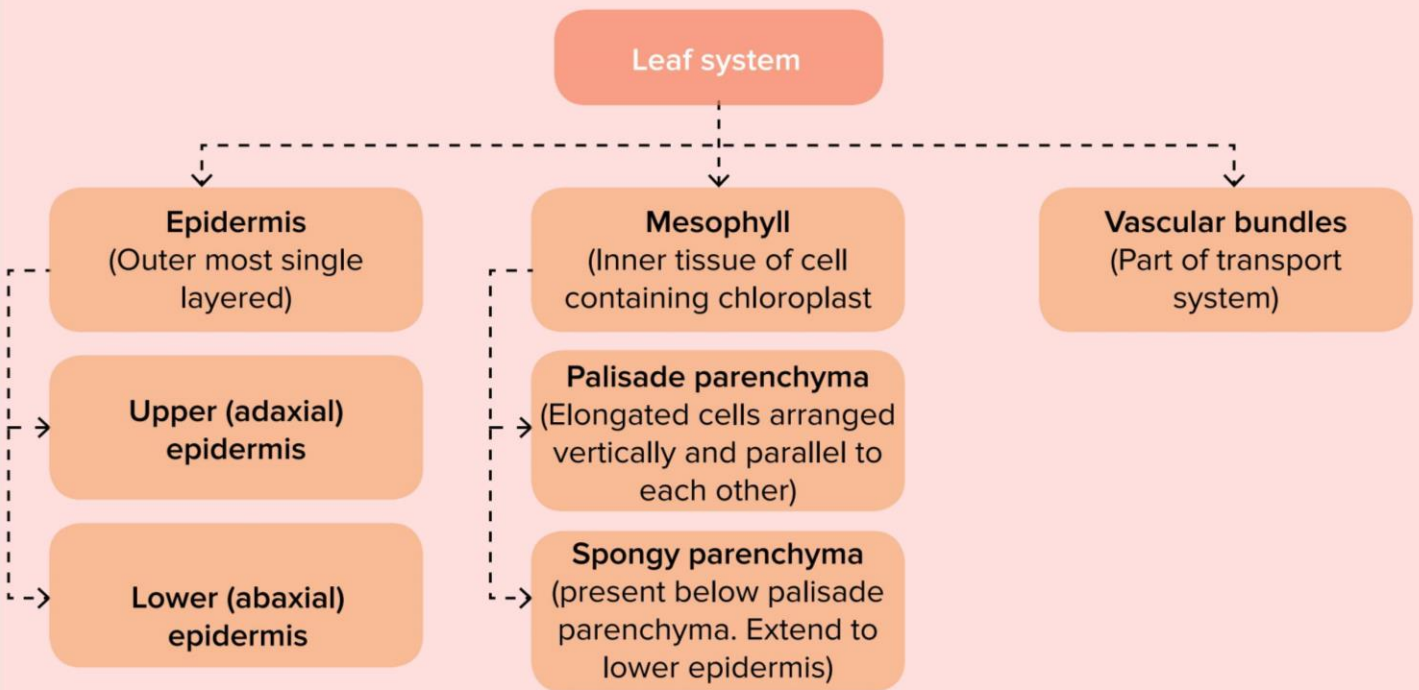 Leaf system
Epidermis
(Outer most single
layered)
Upper (adaxial)
epidermis
Lower (abaxial)
epidermis
Mesophyll
(Inner tissue of cell
containing chloroplast
Palisade parenchyma
(Elongated cells arranged
vertically and parallel to
each other)
Spongy parenchyma
(present below palisade
parenchyma. Extend to
lower epidermis)
Vascular bundles
(Part of transport
system)